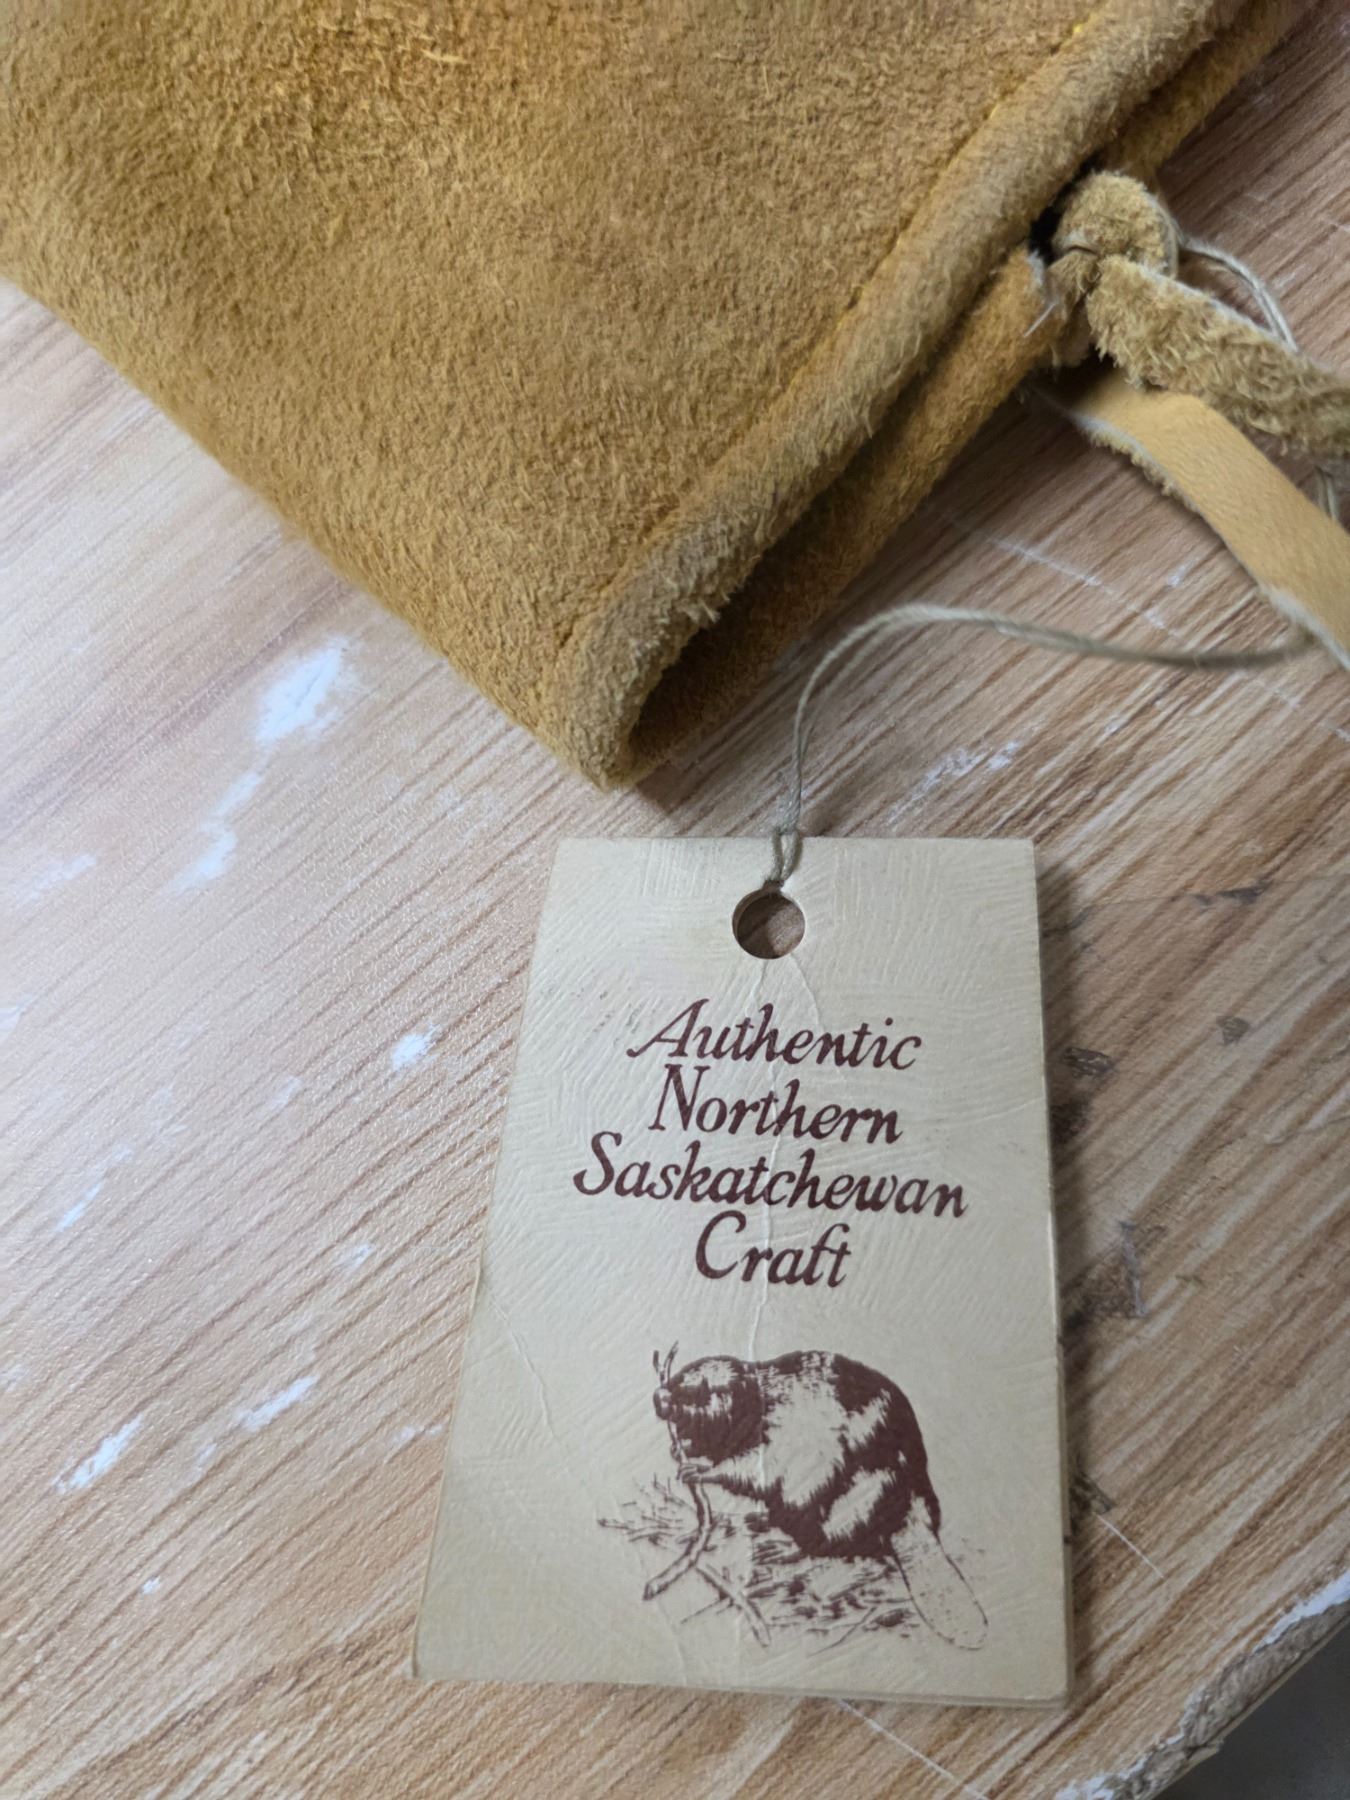 Authentic
Northern
Saskatchewan
Craft